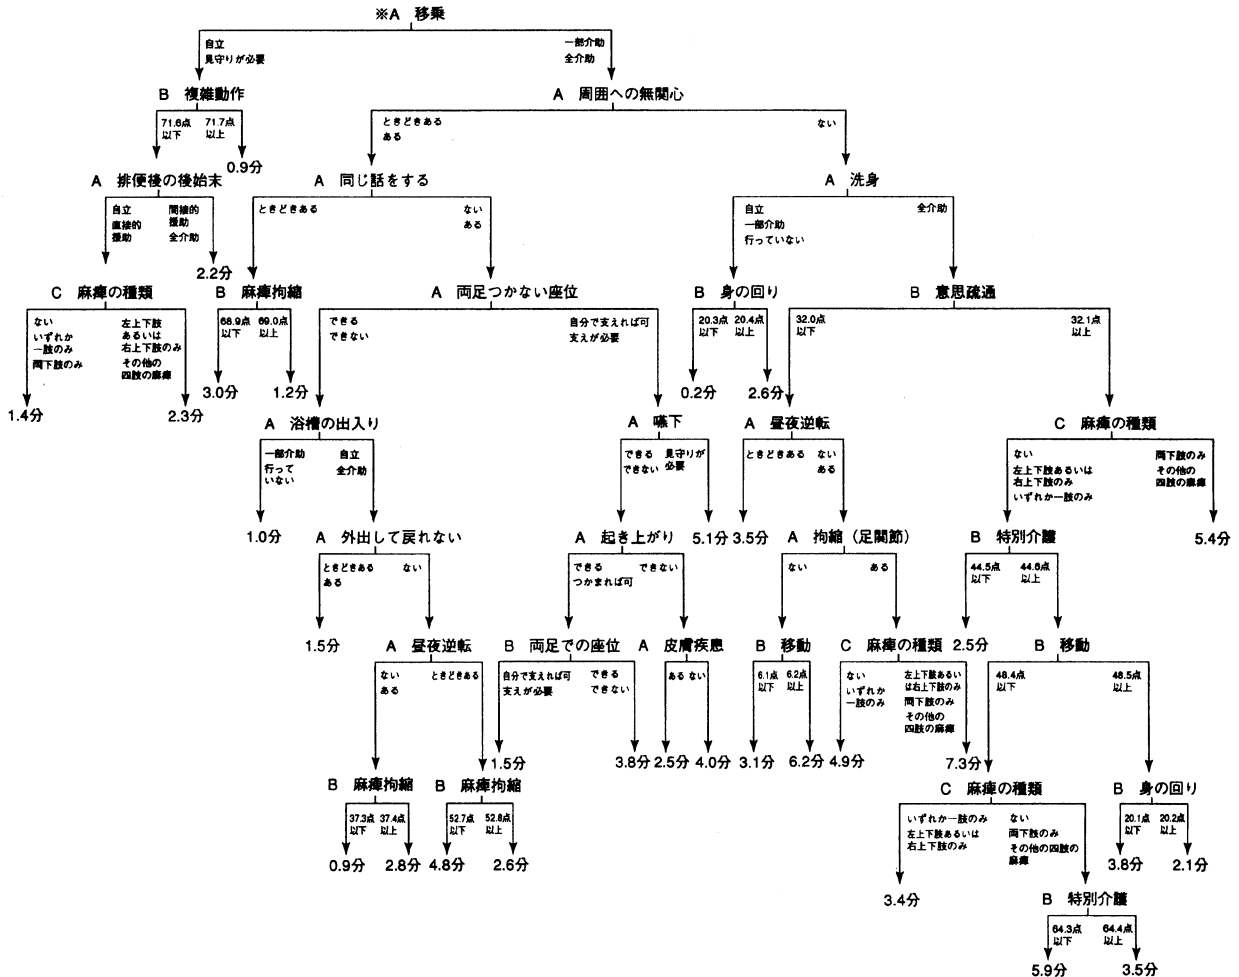 ※A 移乗
自立
見守りが必要
一部介助
全介助
B 複雑動作
A 周囲への無関心
71.6点
以下
71.7点
以上
ときどきある
ある
ない
0.9分
A 排便後の後始末
A 同じ話をする
A 洗身
自立
直接的
援助
間接的
援助
全介助
ときどきある
ない
ある
自立
一部介助
行っていない
全介助
2.2分
C 麻痺の種類
B 麻痺拘縮
A 両足つかない座位
B 身の回り
B 意思疏通
ない
いずれか
一肢のみ
両下肢のみ
左上下肢
あるいは
右上下肢のみ
その他の
四肢の麻痺
68.9点
以下
69.0点
以上
できる
できない
自分で支えれば可
支えが必要
20.3点
以下
20.4点
以上
32.0点
以下
32.1点
以上
1.4分
2.3分
3.0分
1.2分
0.2分
2.6分
A 浴槽の出入り
A 嚥下
A 昼夜逆転
C 麻痺の種類
一部介助
行って
いない
自立
全介助
できる
できない
見守りが
必要
ときどきある
ない
ある
ない
左上下肢あるいは
右上下肢のみ
いずれか一肢のみ
両下肢のみ
その他の
四肢の麻痺
1.0分
A 外出して戻れない
A 起き上がり
5.1分
3.5分
A 拘縮（足関節）
B 特別介護
5.4分
ときどきある
ある
ない
できる
つかまれば可
できない
ない
ある
44.5点
以下
44.6点
以上
1.5分
A 昼夜逆転
B 両足での座位
A 皮膚疾患
B 移動
C 麻痺の種類
2.5分
B 移動
ない
ある
ときどきある
自分で支えれば可
支えが必要
できる
できない
ある
ない
6.1点
以下
6.2点
以上
ない
いずれか
一肢のみ
左上下肢あるい
は右上下肢のみ
両下肢のみ
その他の
四肢の麻痺
48.4点
以下
48.5点
以上
1.5分
3.8分
2.5分
4.0分
3.1分
6.2分
4.9分
7.3分
B 麻痺拘縮
B 麻痺拘縮
C 麻痺の種類
B 身の回り
37.3点
以下
37.4点
以上
52.7点
以下
52.8点
以上
いずれか一肢のみ
左上下肢あるいは
右上下肢のみ
ない
両下肢のみ
その他の四肢の
麻痺
20.1点
以下
20.2点
以上
0.9分
2.8分
4.8分
2.6分
3.8分
2.1分
3.4分
B 特別介護
64.3点
以下
64.4点
以上
5.9分
3.5分